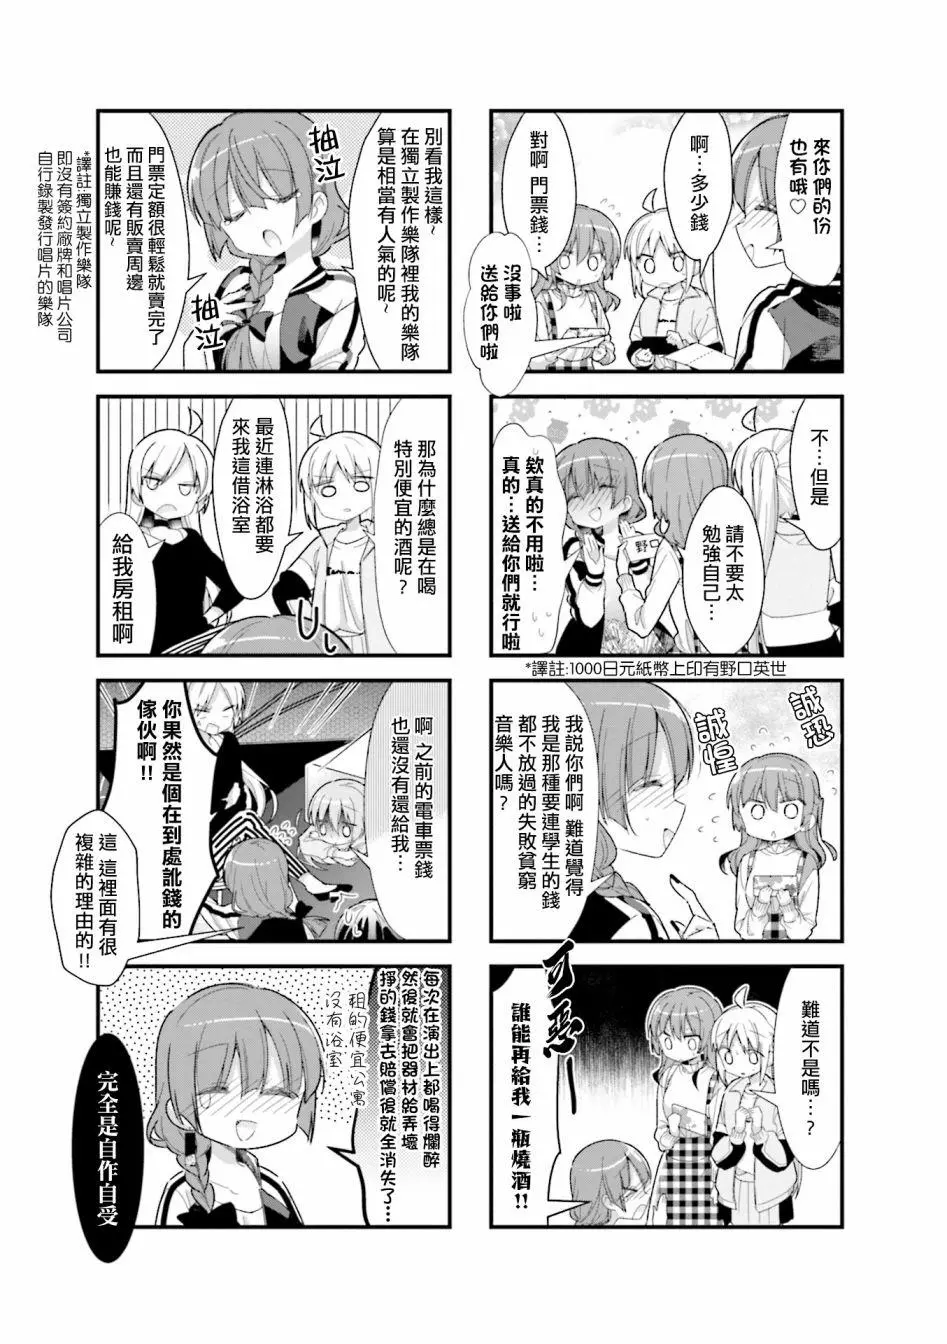 來你們的份
也有哦♡
啊…多少錢
對啊 門票錢…
沒事啦
送給你們啦
不…但是
請不要太
勉強自己…
野口
欸真的不用啦…
真的…送給你們就行啦
*譯註:1000日元紙幣上印有野口英世
誠恐
誠惶
我說你們啊 難道覺得
我是那種要連學生的錢
都不放過的失敗貧窮
音樂人嗎？
難道不是嗎…？
可惡
誰能再給我一瓶燒酒!!
別看我這樣~
在獨立製作樂隊裡我的樂隊
算是相當有人氣的呢~
抽泣
門票定額很輕鬆就賣完了
而且還有販賣周邊
也能賺錢呢~
抽泣
*譯註:獨立製作樂隊
即沒有簽約廠牌和唱片公司
自行錄製發行唱片的樂隊
那為什麼總是在喝
特別便宜的酒呢？
最近連淋浴都要
來我這借浴室
給我房租啊
啊 之前的電車票錢
也還沒有還給我…
你果然是個在到處訛錢的
傢伙啊!!
這 這裡面有很
複雜的理由的!!
每次在演出上都喝得爛醉
然後就會把器材給弄壞
掙的錢拿去賠償後就全消失了…
租的便宜公寓
沒有浴室
完全是自作自受